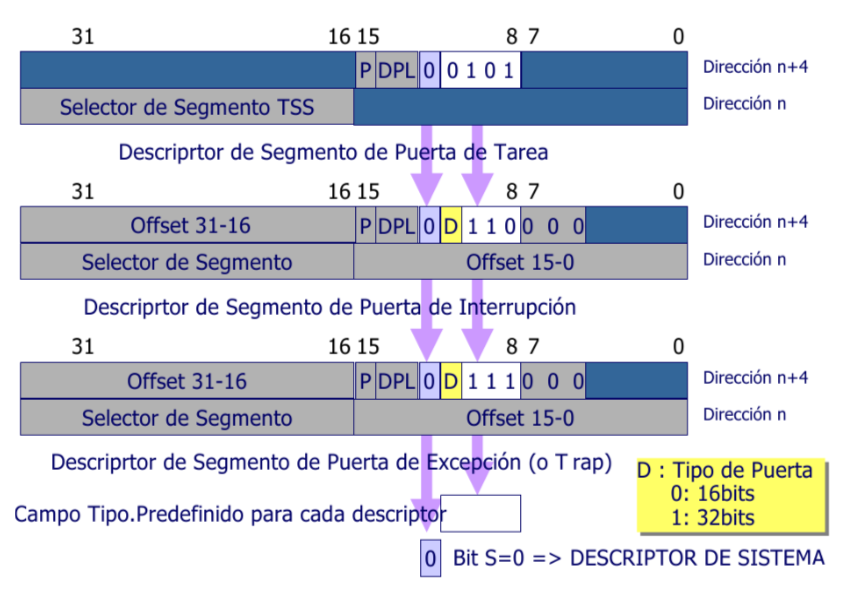 31 16 15 8 7 0
P DPL 0 0 1 0 1 Dirección n+4
Selector de Segmento TSS Dirección n
Descriprtor de Segmento de Puerta de Tarea
31 16 15 8 7 0
Offset 31-16 P DPL 0 D 1 1 0 0 0 0 Dirección n+4
Selector de Segmento Offset 15-0 Dirección n
Descriprtor de Segmento de Puerta de Interrupción
31 16 15 8 7 0
Offset 31-16 P DPL 0 D 1 1 1 0 0 0 Dirección n+4
Selector de Segmento Offset 15-0 Dirección n
Descriprtor de Segmento de Puerta de Excepción (o T rap)
D : Tipo de Puerta
0: 16bits
1: 32bits
Campo Tipo.Predefinido para cada descriptor
0 Bit S=0 => DESCRIPTOR DE SISTEMA